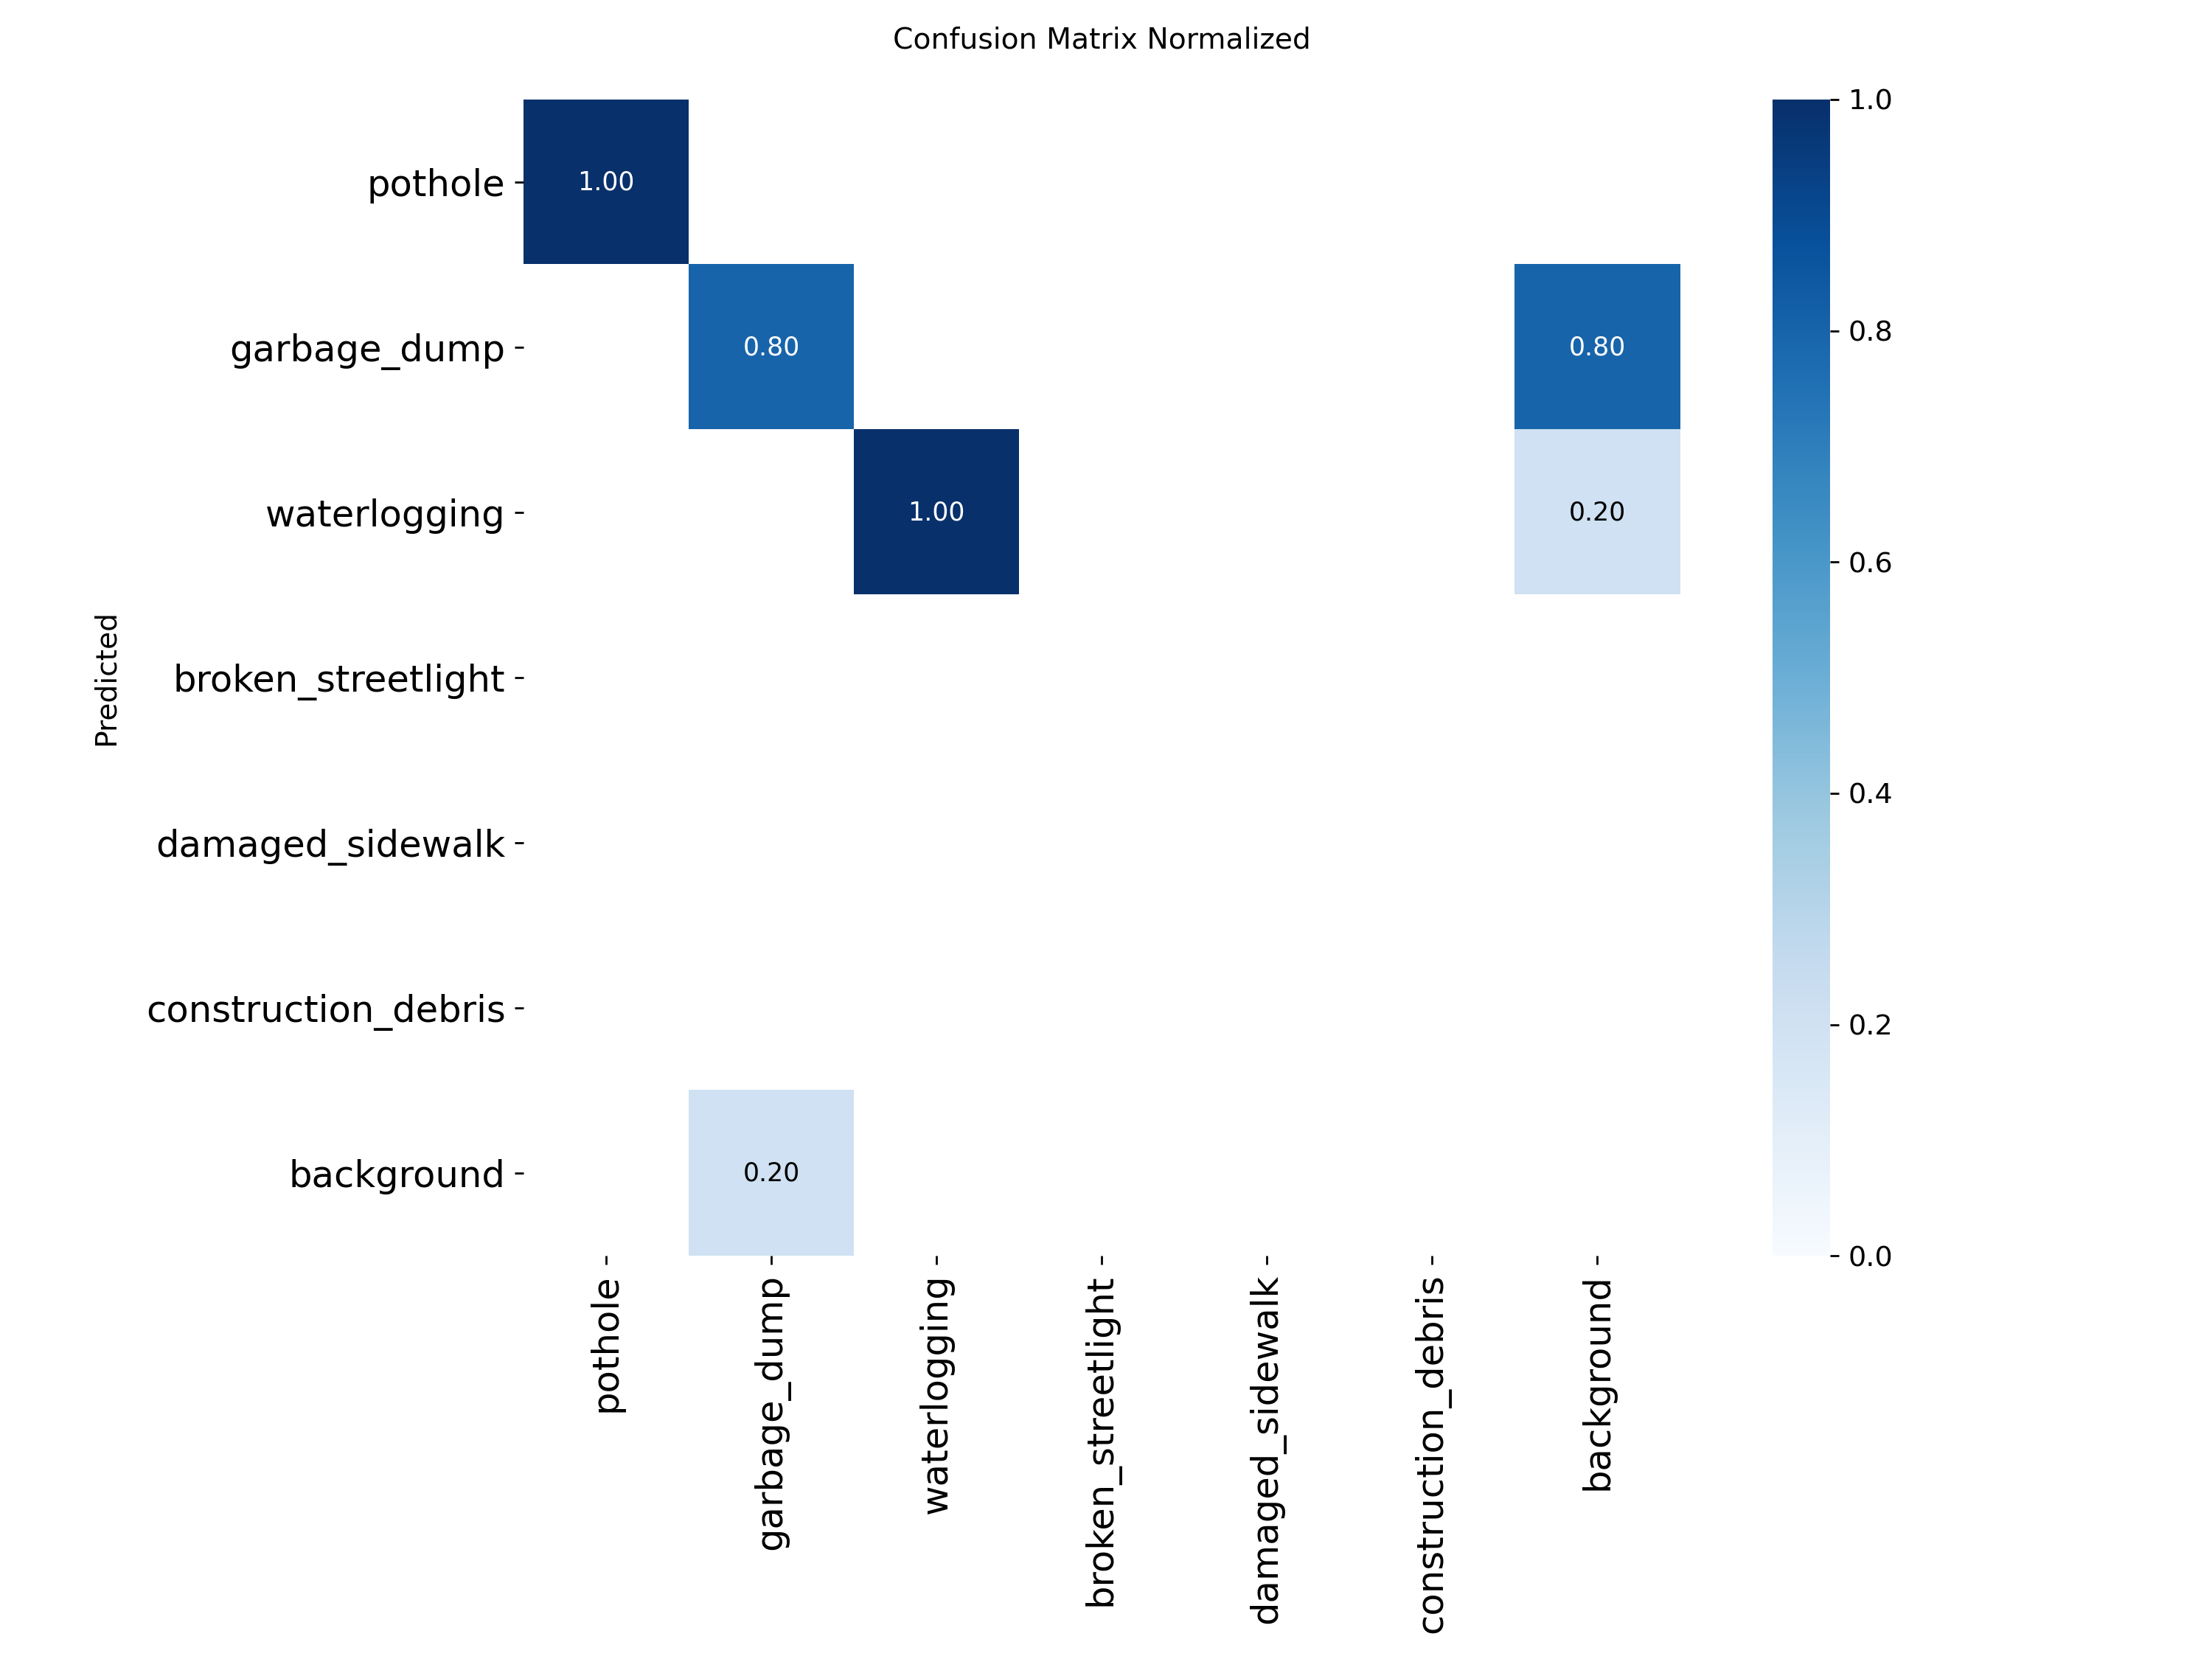 Confusion Matrix Normalized
pothole
1.00
garbage_dump
0.80
0.80
waterlogging
1.00
0.20
broken_streetlight
damaged_sidewalk
construction_debris
background
0.20
Predicted
pothole
garbage_dump
waterlogging
broken_streetlight
damaged_sidewalk
construction_debris
background
1.0
0.8
0.6
0.4
0.2
0.0